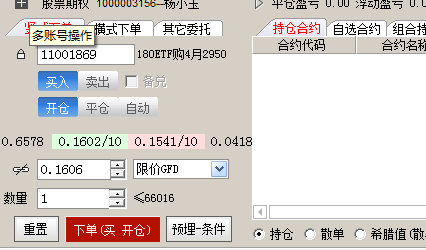 股票期权 1000003156--杨小玉
平仓盈亏 0.00 浮动盈亏 0.0
下单 横式下单 其它委托
多账号操作
持仓合约 自选合约 组合持
合约代码 合约名称
11001869 180ETF购4月2950
买入 卖出 备兑
开仓 平仓 自动
0.6578 0.1602/10 0.1541/10 0.0418
0.1606 限价GFD
数量 1 ≤66016
重置 下单(买 开仓) 预埋-条件
持仓 散单 希腊值(散